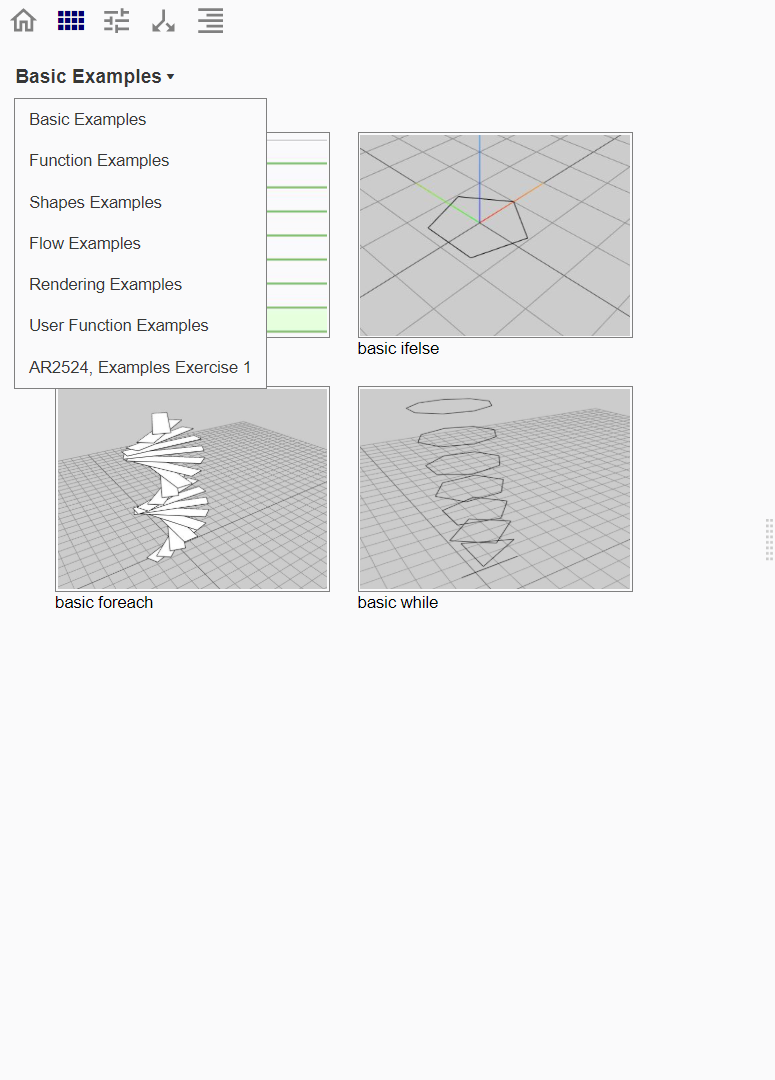 Basic Examples
Basic Examples
Function Examples
Shapes Examples
Flow Examples
Rendering Examples
User Function Examples
AR2524, Examples Exercise 1
basic ifelse
basic foreach
basic while